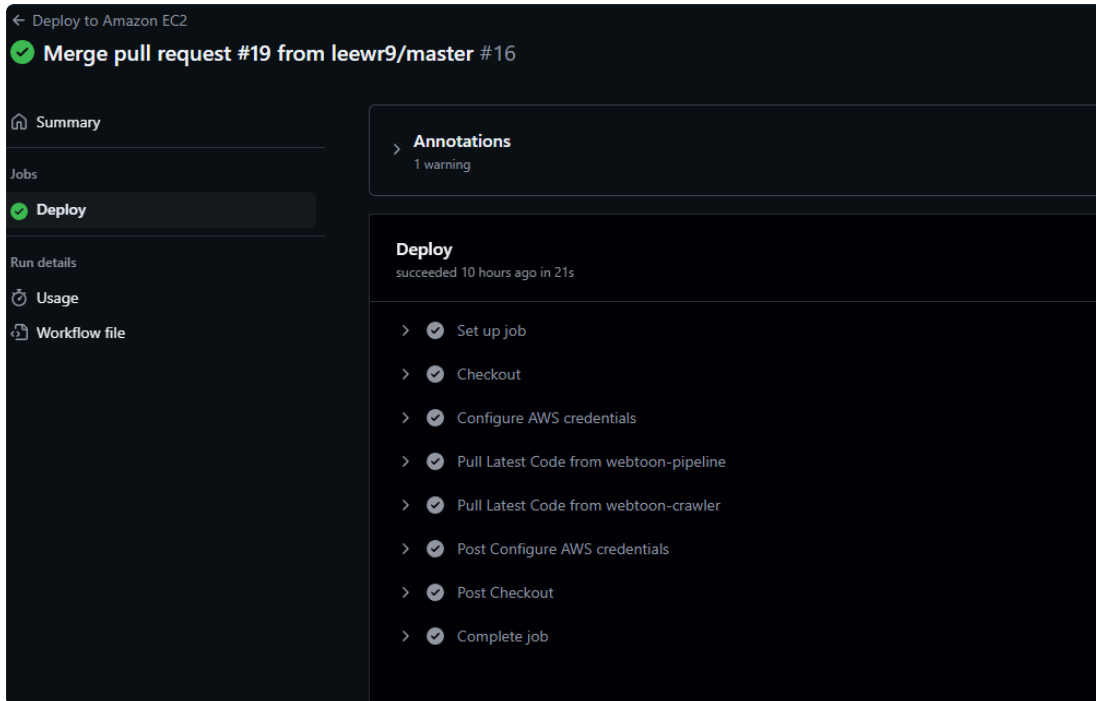 Deploy to Amazon EC2
Merge pull request #19 from leewr9/master #16
Summary
Jobs
Deploy
Run details
Usage
Workflow file
Annotations
1 warning
Deploy
succeeded 10 hours ago in 21s
Set up job
Checkout
Configure AWS credentials
Pull Latest Code from webtoon-pipeline
Pull Latest Code from webtoon-crawler
Post Configure AWS credentials
Post Checkout
Complete job